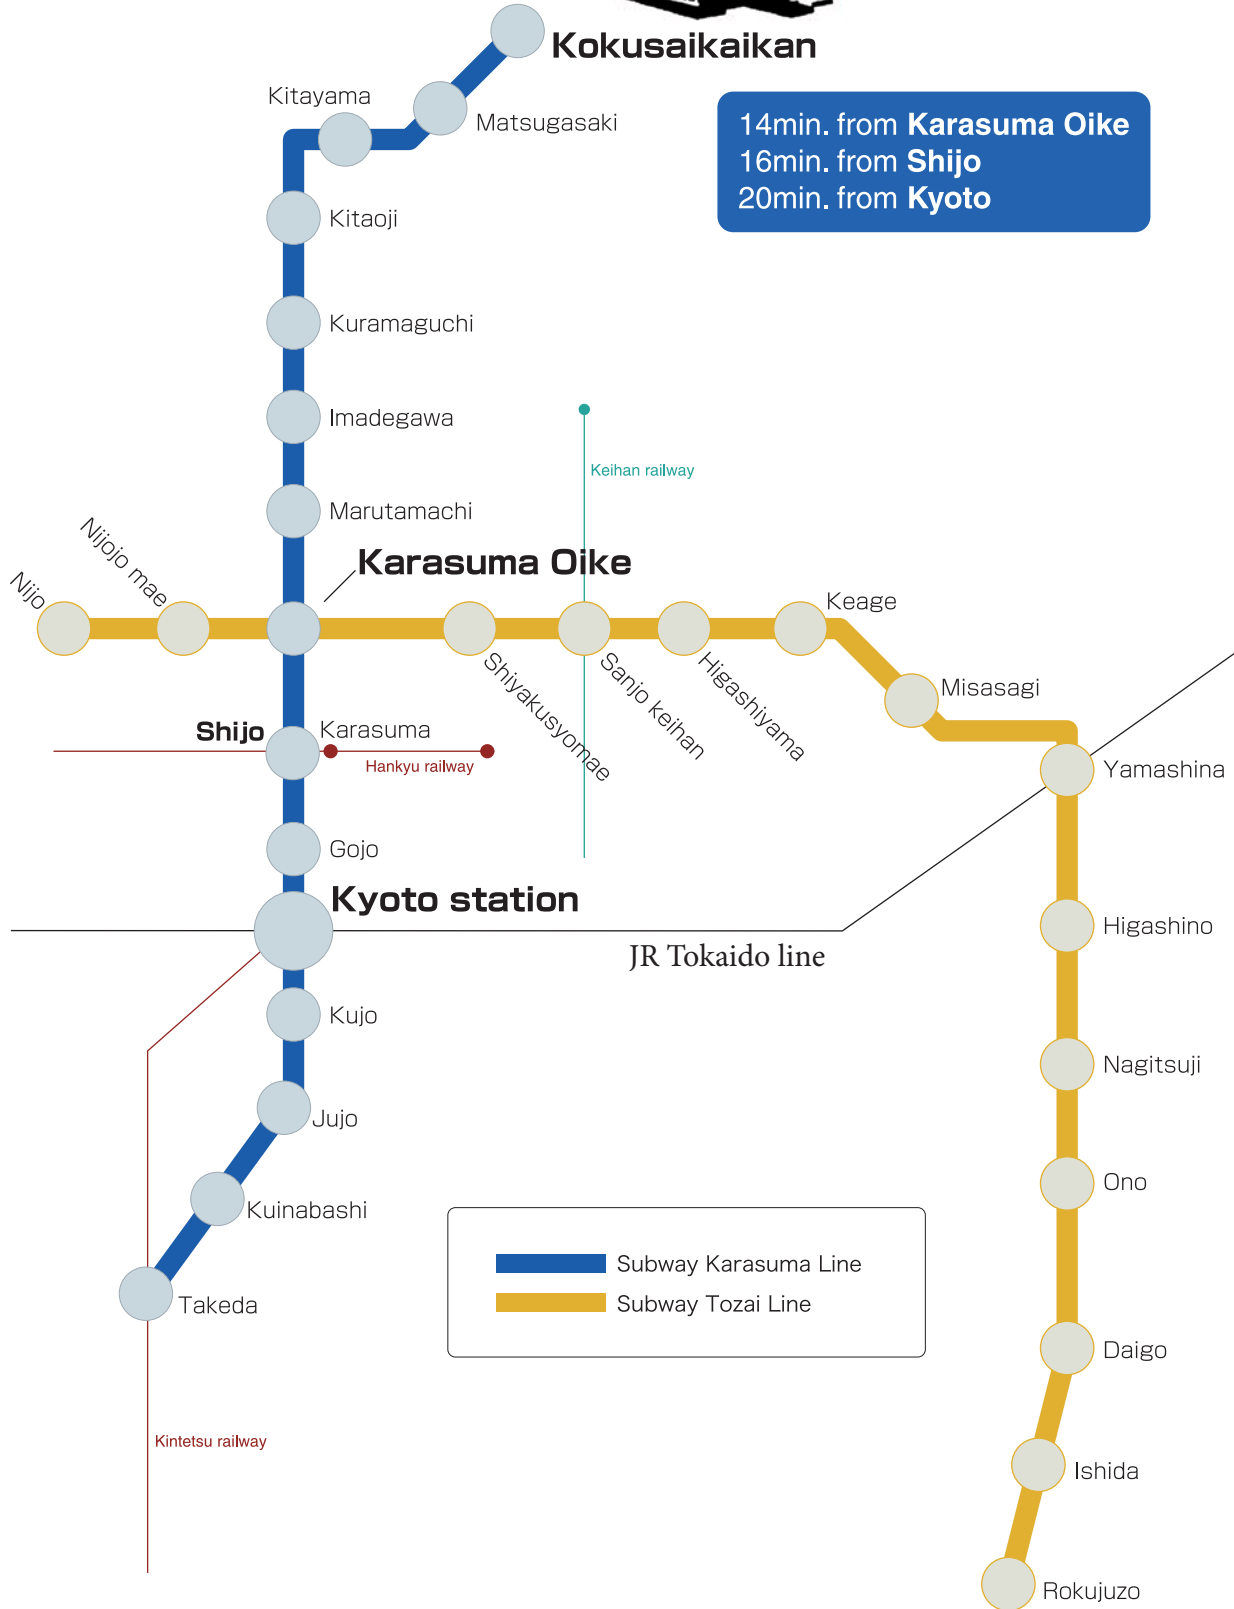 Kokusaikaikan
Kitayama
Matsugasaki
14min. from Karasuma Oike
16min. from Shijo
20min. from Kyoto
Kitaoji
Kuramaguchi
Imadegawa
Keihan railway
Marutamachi
Karasuma Oike
Nijo
Nijojo mae
Shiyakusyomae
Sanjo keihan
Higashiyama
Keage
Misasagi
Shijo
Karasuma
Hankyu railway
Yamashina
Gojo
Kyoto station
JR Tokaido line
Higashino
Kujo
Nagitsuji
Jujo
Ono
Kuinabashi
Takeda
Subway Karasuma Line
Subway Tozai Line
Daigo
Kintetsu railway
Ishida
Rokujuzo